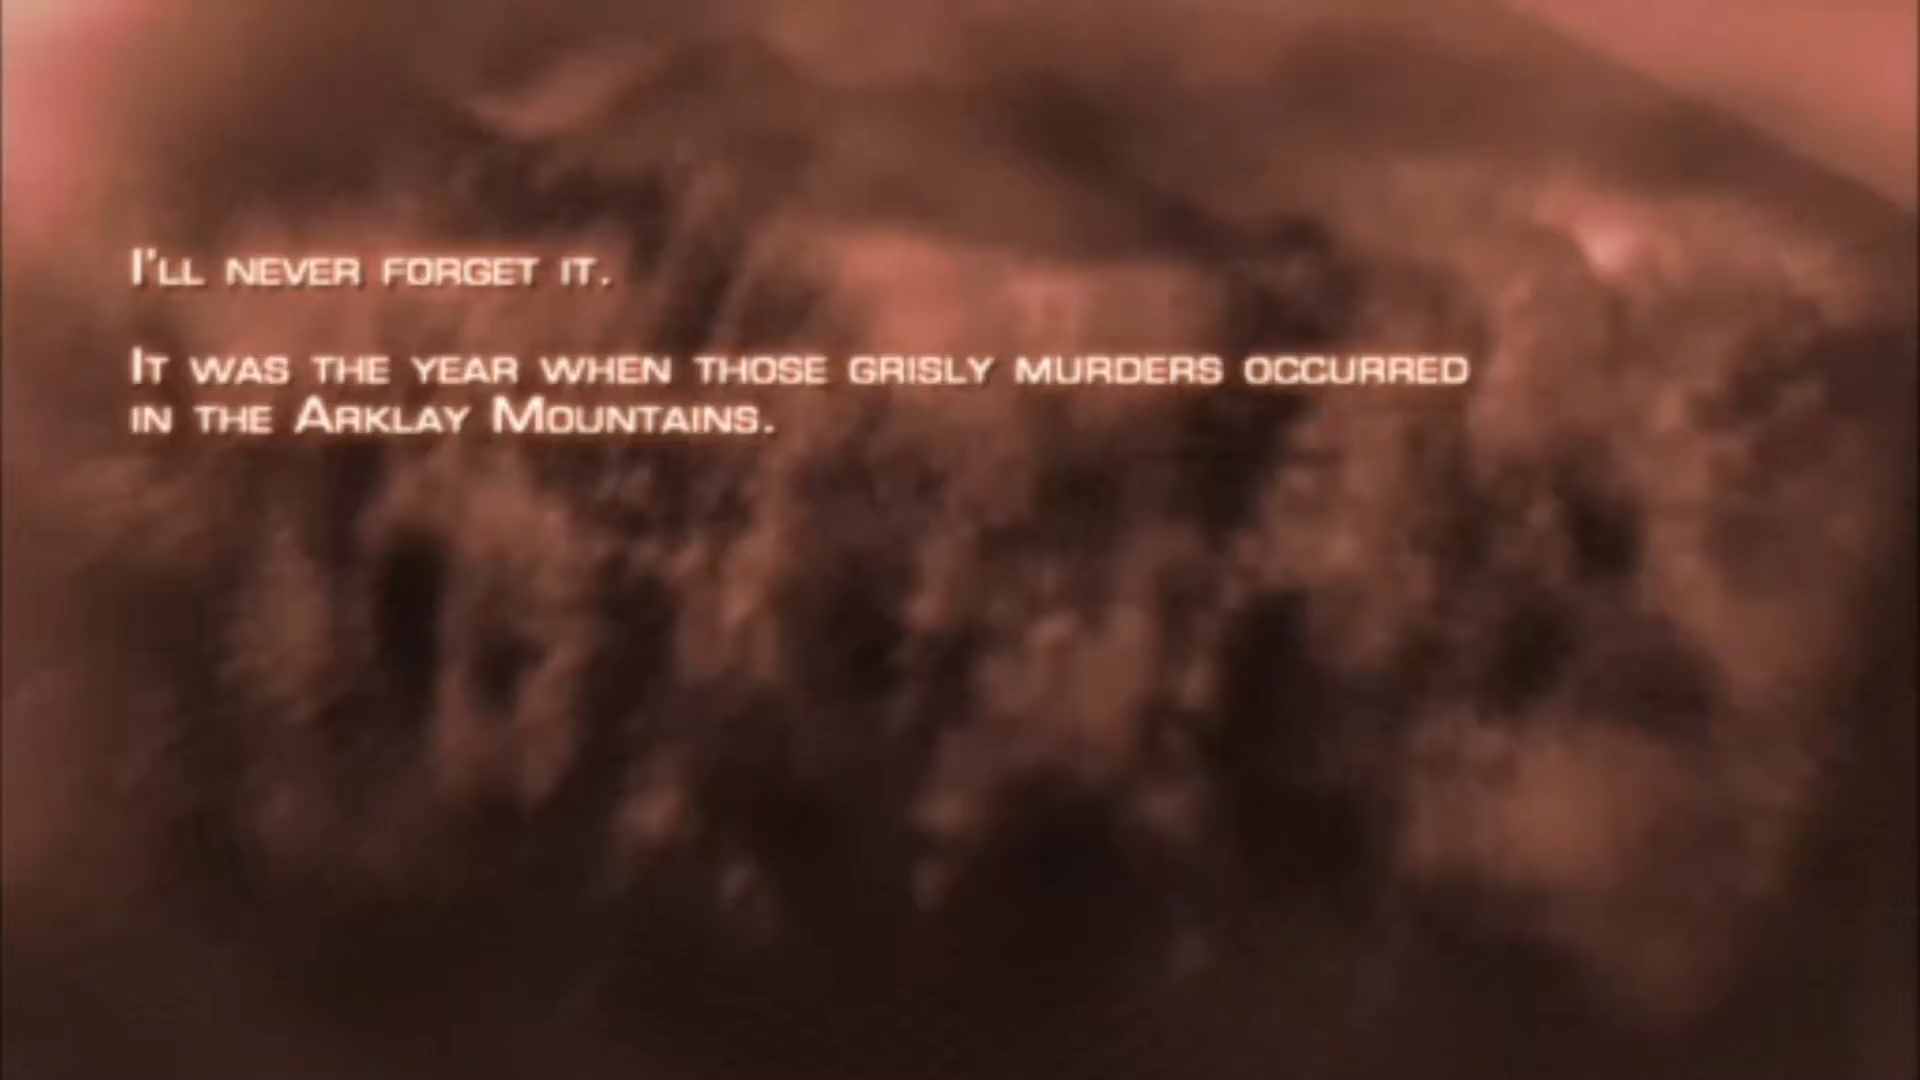 I'll never forget it.
It was the year when those grisly murders occurred
in the Arklay Mountains.